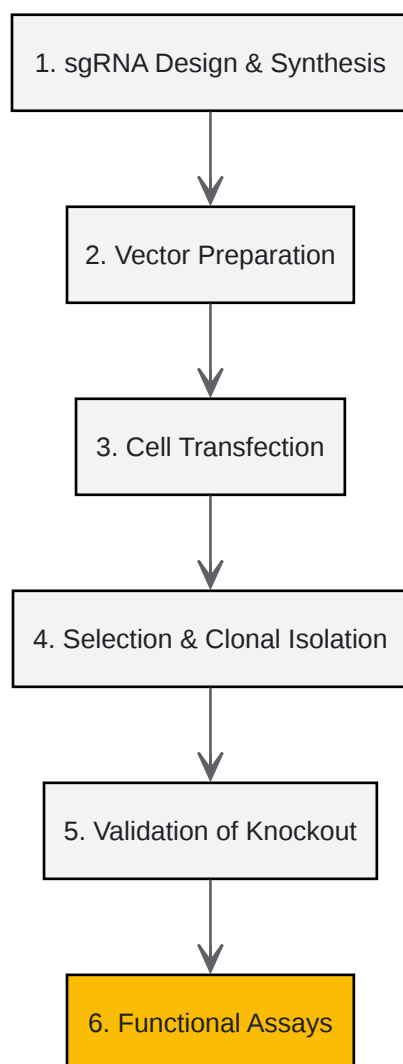 1. sgRNA Design & Synthesis
2. Vector Preparation
3. Cell Transfection
4. Selection & Clonal Isolation
5. Validation of Knockout
6. Functional Assays